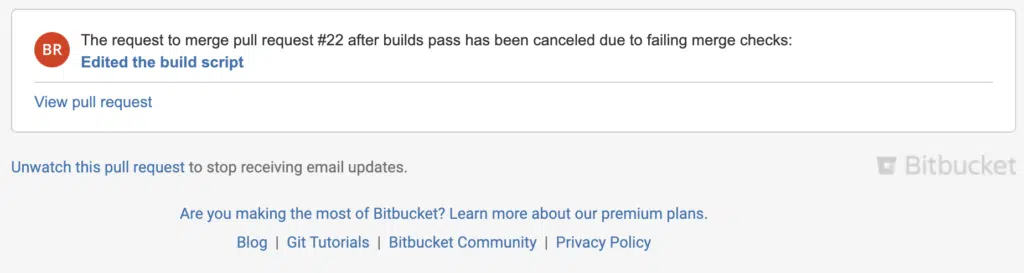 BR
The request to merge pull request #22 after builds pass has been canceled due to failing merge checks:
Edited the build script
View pull request
Unwatch this pull request to stop receiving email updates.
Bitbucket
Are you making the most of Bitbucket? Learn more about our premium plans.
Blog | Git Tutorials | Bitbucket Community | Privacy Policy